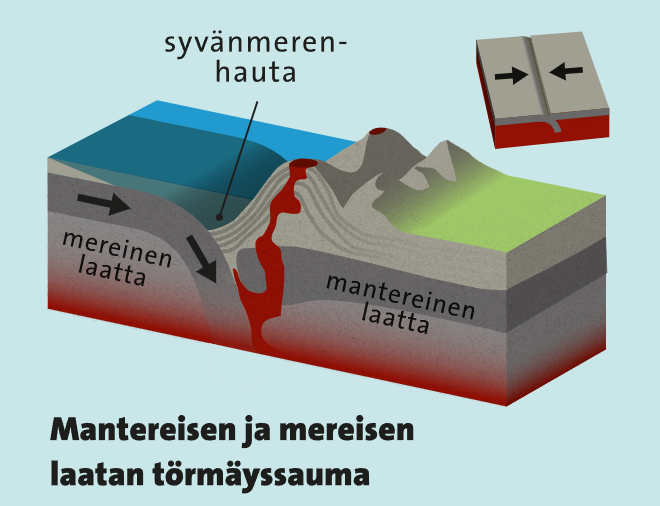 syvänmeren-
hauta
mereinen
laatta
mantereinen
laatta
Mantereisen ja mereisen
laatan törmäyssauma